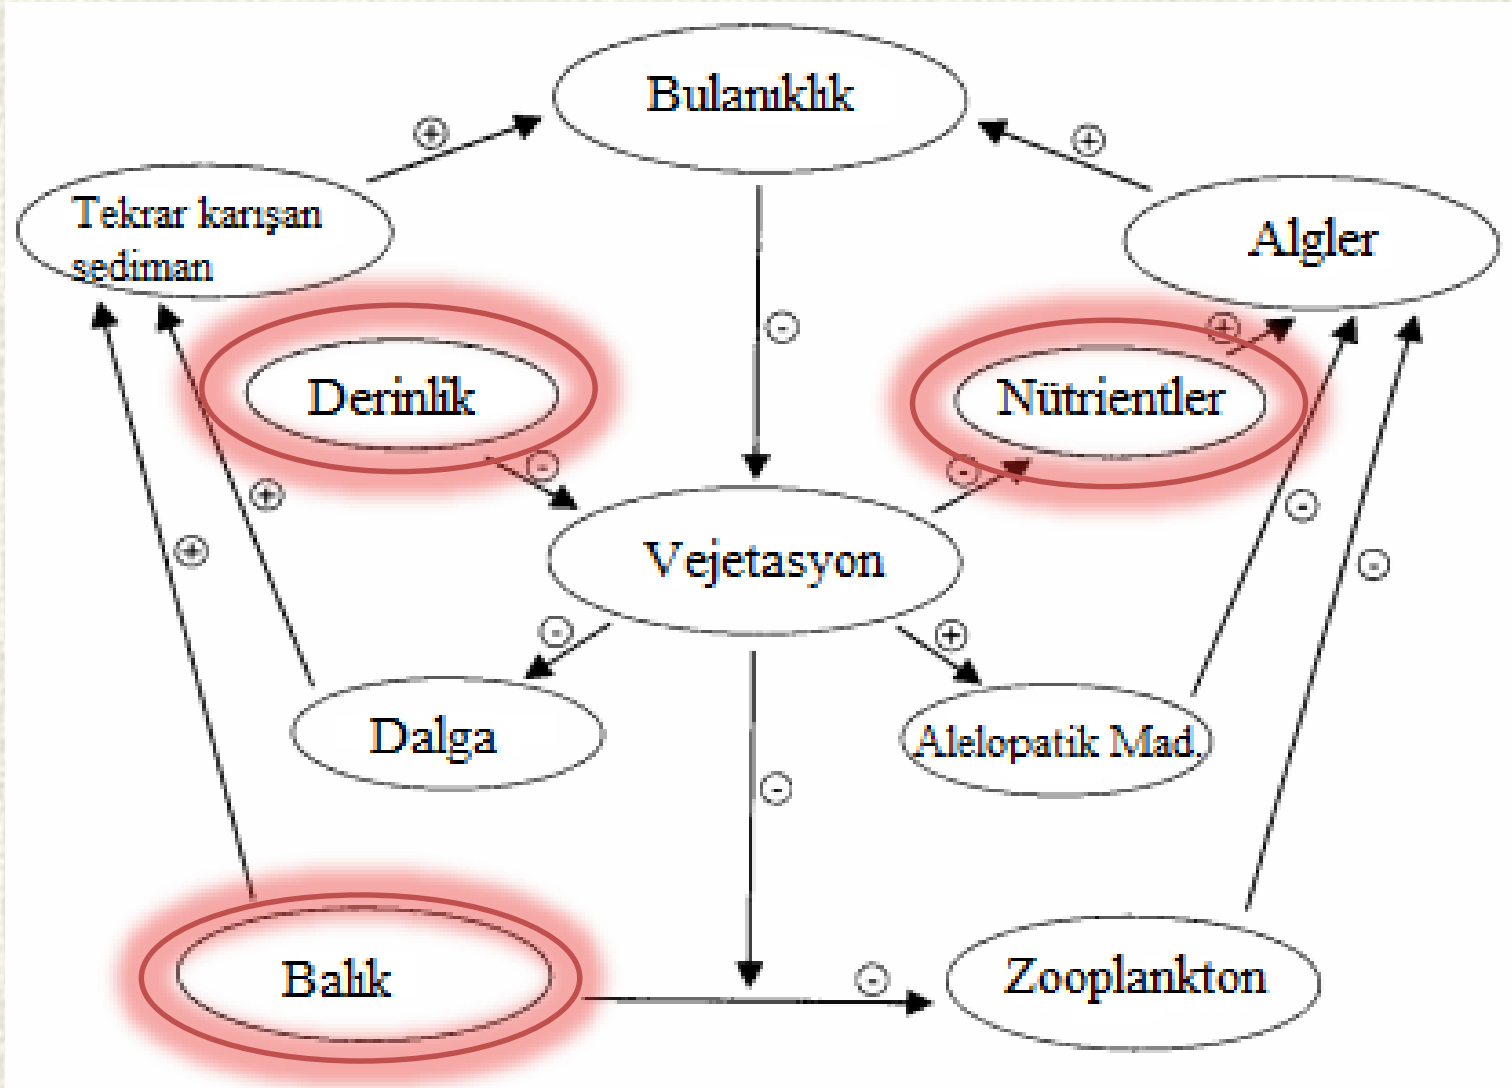 Bulanıklık
⊕
⊕
Tekrar karışan
sediman
Algler
⊖
⊕
Derinlik
Nütrientler
⊖
⊖
⊕
⊖
⊕
Vejetasyon
⊖
⊖
⊕
Dalga
Alelopatik Mad.
⊖
Balık
⊖
Zooplankton